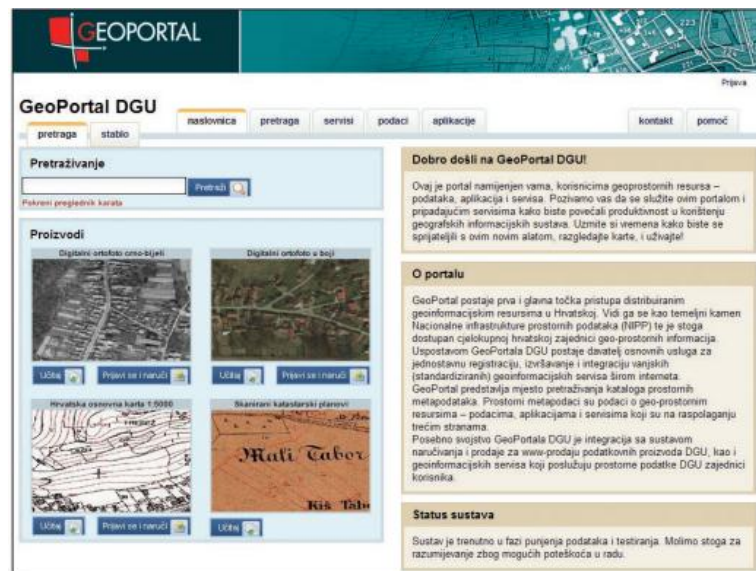 GEOPORTAL
Prijava
GeoPortal DGU
naslovnica pretraga servisi podaci aplikacije kontakt pomoć
pretraga stablo
Pretraživanje
Pretraži
Pokreni preglednik karata
Proizvodi
Digitalni ortofoto crno-bijeli
Digitalni ortofoto u boji
Učitaj Prijavi se i naruči
Učitaj Prijavi se i naruči
Hrvatska osnovna karta 1:5000
Skanirani katastarski planovi
Mali Tabor
Kiš Tabo
Učitaj Prijavi se i naruči
Učitaj
Dobro došli na GeoPortal DGU!
Ovaj je portal namijenjen vama, korisnicima geoprostornih resursa –
podataka, aplikacija i servisa. Pozivamo vas da se služite ovim portalom i
pripadajućim servisima kako biste povećali produktivnost u korištenju
geografskih informacijskih sustava. Uzmite si vremena kako biste se
sprijateljili s ovim novim alatom, razgledajte karte, i uživajte!
O portalu
GeoPortal postaje prva i glavna točka pristupa distribuiranim
geoinformacijskim resursima u Hrvatskoj. Vidi ga se kao temeljni kamen
Nacionalne infrastrukture prostornih podataka (NIPP) te je stoga
dostupan cjelokupnoj hrvatskoj zajednici geo-prostornih informacija.
Uspostavom GeoPortala DGU postaje davatelj osnovnih usluga za
jednostavnu registraciju, izvršavanje i integraciju vanjskih
(standardiziranih) geoinformacijskih servisa širom interneta.
GeoPortal predstavlja mjesto pretraživanja kataloga prostornih
metapodataka. Prostorni metapodaci su podaci o geo-prostornim
resursima – podacima, aplikacijama i servisima koji su na raspolaganju
trećim stranama.
Posebno svojstvo GeoPortala DGU je integracija sa sustavom
naručivanja i prodaje za www-prodaju podatkovnih proizvoda DGU, kao i
geoinformacijskih servisa koji poslužuju prostorne podatke DGU zajednici
korisnika.
Status sustava
Sustav je trenutno u fazi punjenja podataka i testiranja. Molimo stoga za
razumijevanje zbog mogućih poteškoća u radu.